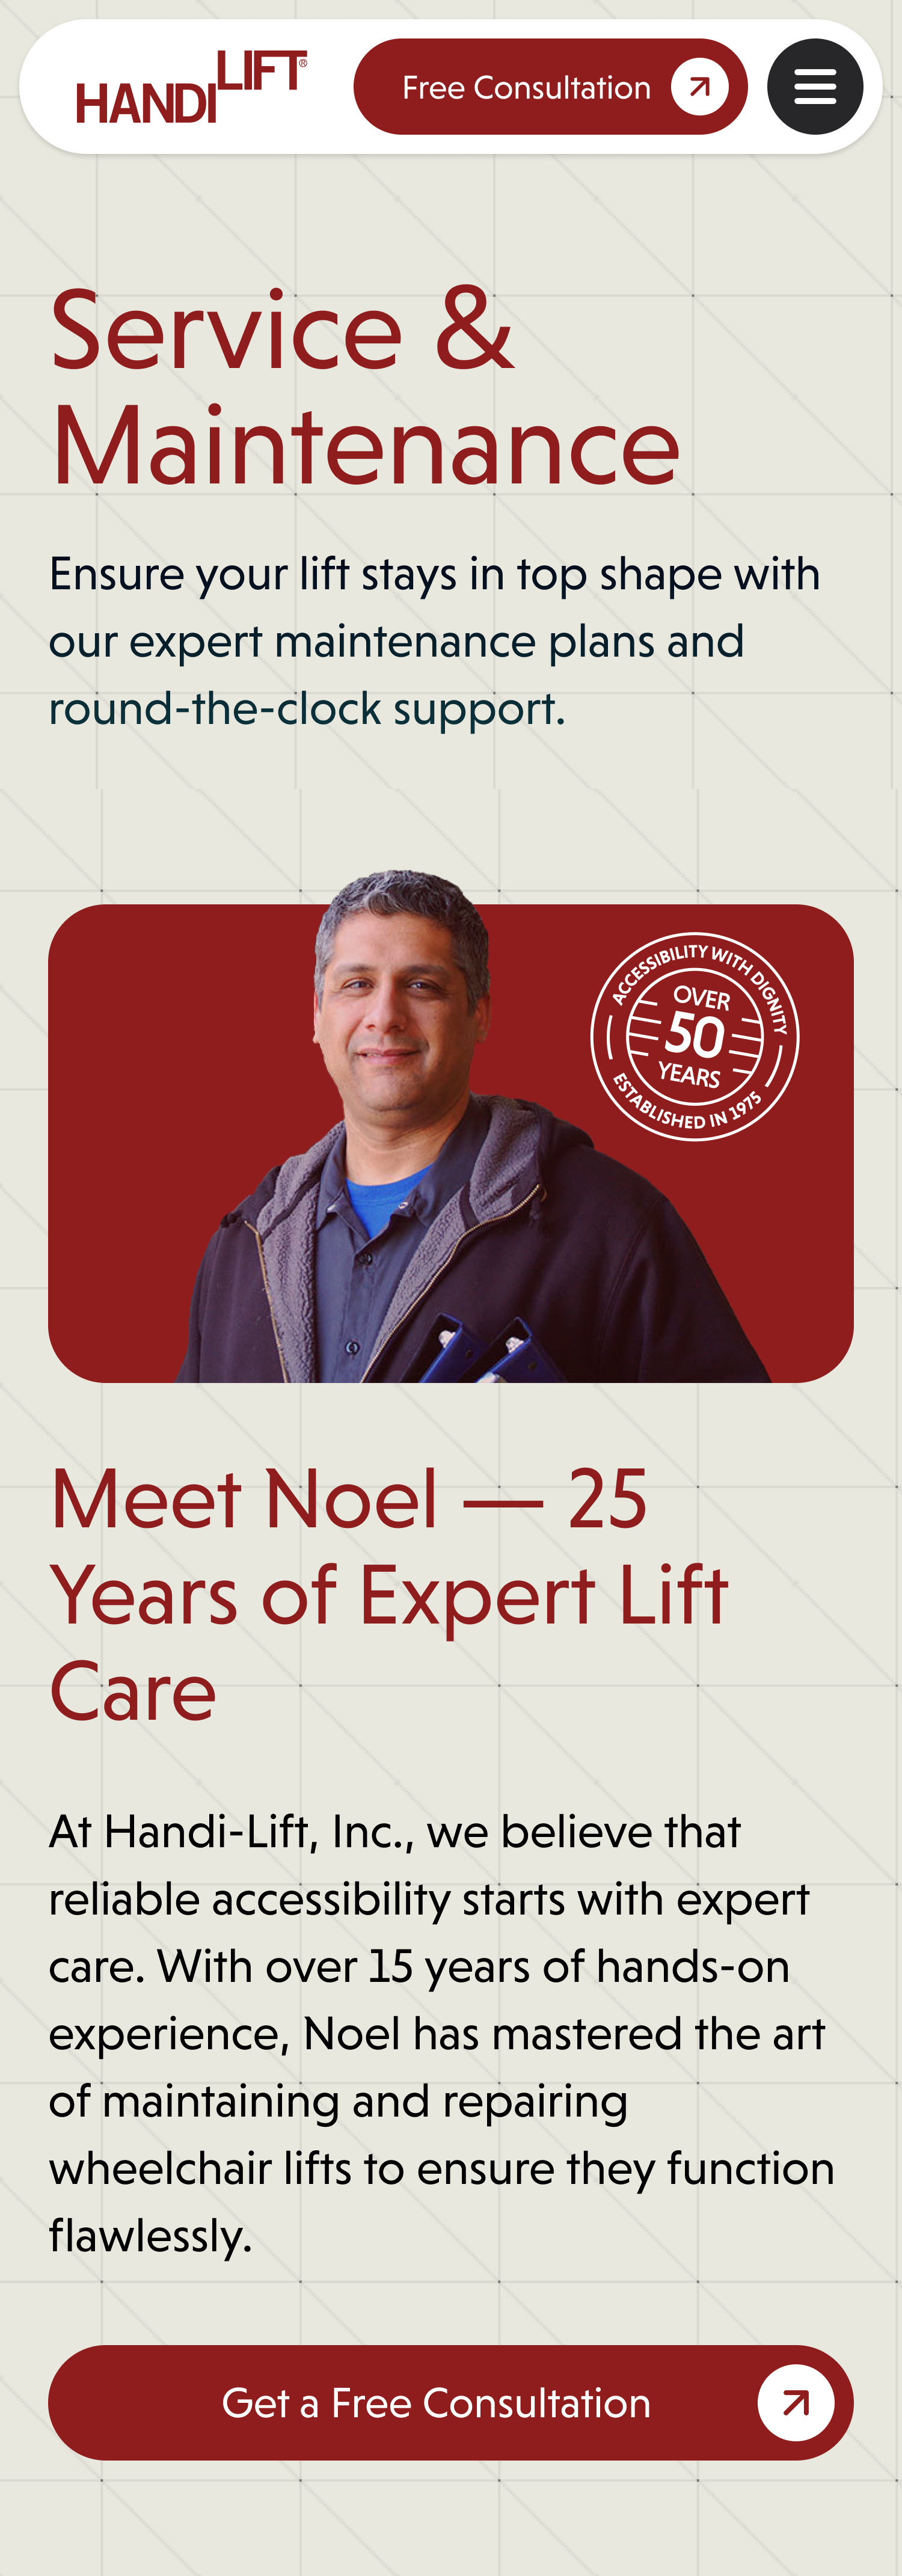 HANDILIFT®
Free Consultation
Service &
Maintenance
Ensure your lift stays in top shape with
our expert maintenance plans and
round-the-clock support.
ACCESSIBILITY WITH DIGNITY
OVER
50
YEARS
ESTABLISHED IN 1975
Meet Noel — 25
Years of Expert Lift
Care
At Handi-Lift, Inc., we believe that
reliable accessibility starts with expert
care. With over 15 years of hands-on
experience, Noel has mastered the art
of maintaining and repairing
wheelchair lifts to ensure they function
flawlessly.
Get a Free Consultation